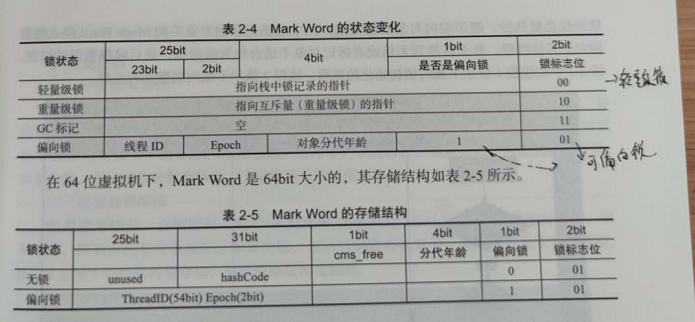 表 2-4 Mark Word 的状态变化
锁状态 25bit 4bit 1bit 2bit
23bit 2bit 是否是偏向锁 锁标志位
轻量级锁 指向栈中锁记录的指针 00 →轻量级锁
重量级锁 指向互斥量（重量级锁）的指针 10
GC 标记 空 11
偏向锁 线程 ID Epoch 对象分代年龄 1 01
可偏向锁
在 64 位虚拟机下，Mark Word 是 64bit 大小的，其存储结构如表 2-5 所示。
表 2-5 Mark Word 的存储结构
锁状态 25bit 31bit 1bit 4bit 1bit 2bit
cms_free 分代年龄 偏向锁 锁标志位
无锁 unused hashCode 0 01
偏向锁 ThreadID(54bit) Epoch(2bit) 1 01